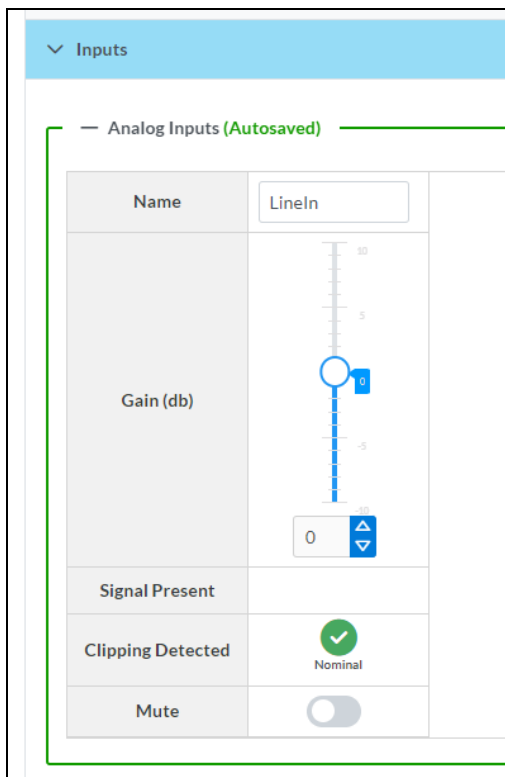 Inputs
Analog Inputs (Autosaved)
Name
LineIn
10
5
0
Gain (db)
-5
-10
0
Signal Present
Clipping Detected
Nominal
Mute